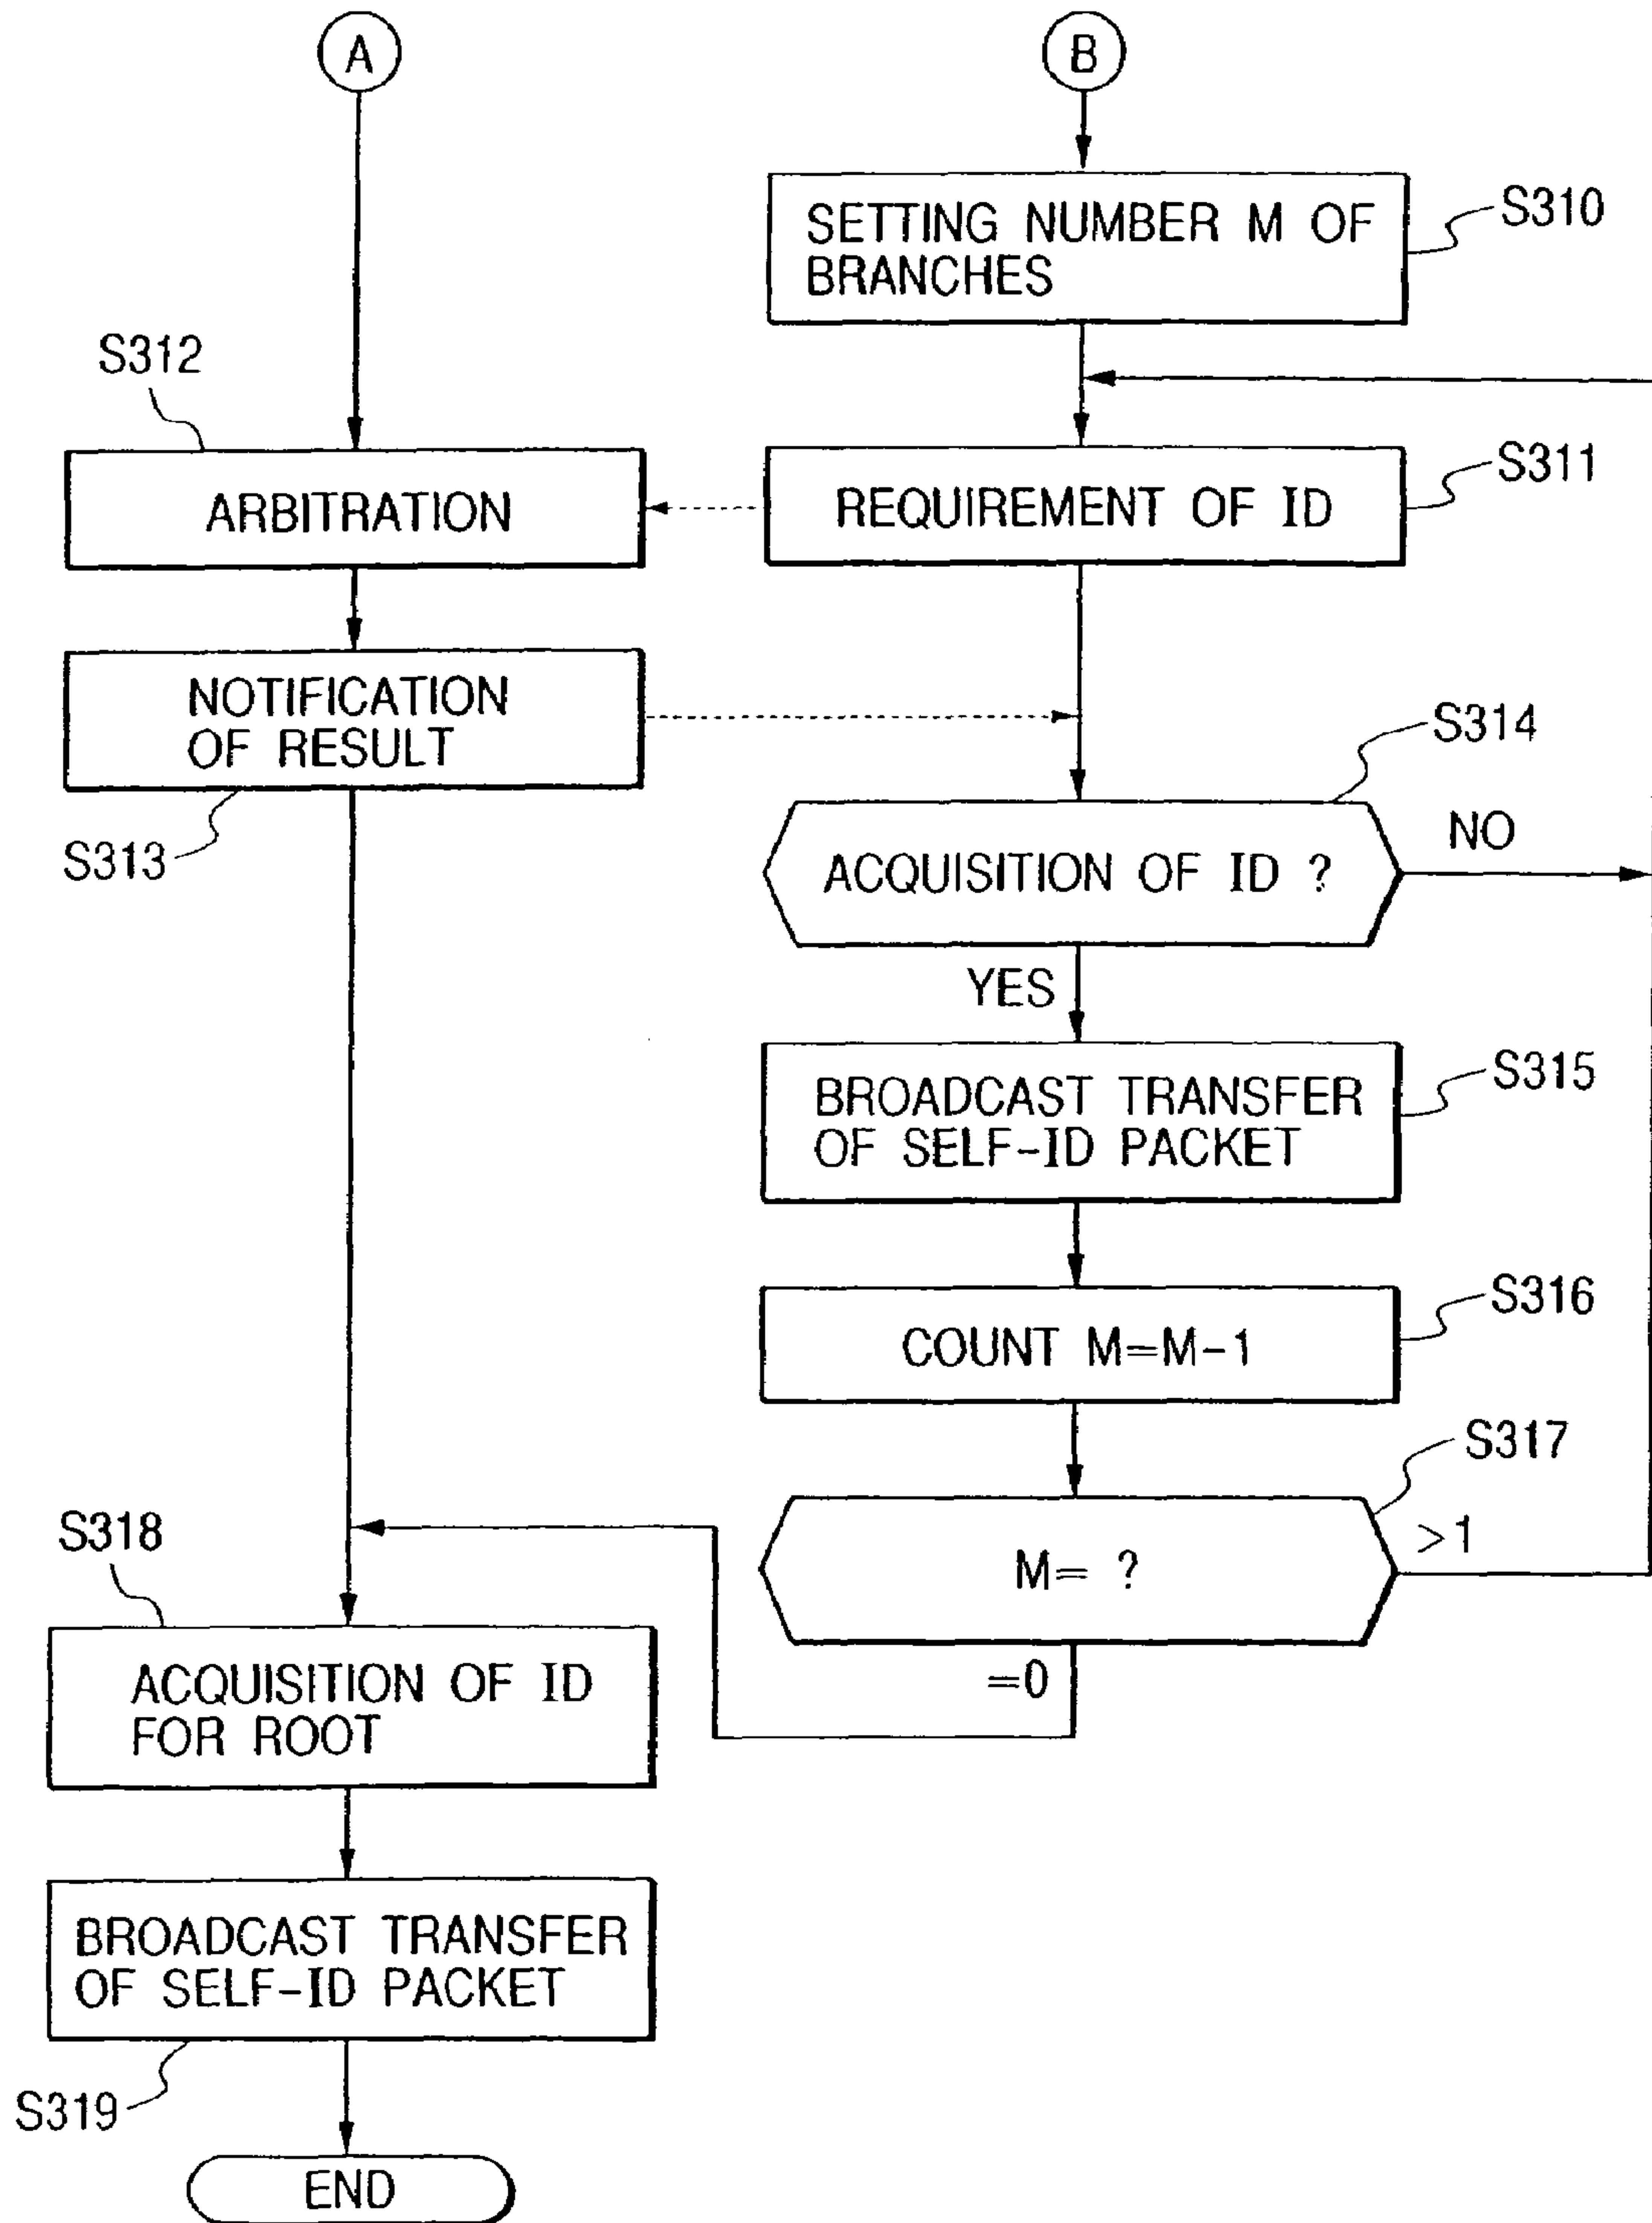 A
B
SETTING NUMBER M OF
BRANCHES
S310
S312
ARBITRATION
REQUIREMENT OF ID
S311
NOTIFICATION
OF RESULT
S313
S314
ACQUISITION OF ID ?
NO
YES
BROADCAST TRANSFER
OF SELF-ID PACKET
S315
COUNT M=M-1
S316
S317
M= ?
>1
=0
S318
ACQUISITION OF ID
FOR ROOT
BROADCAST TRANSFER
OF SELF-ID PACKET
S319
END